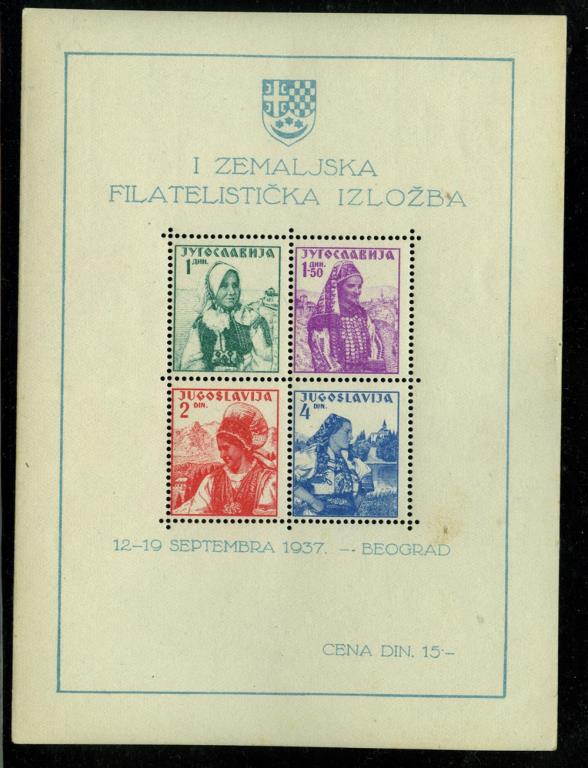 I ZEMALJSKA
FILATELISTIČKA IZLOŽBA
ЈУГОСЛАВИЈА
1 ДИН.
ЈУГОСЛАВИЈА
1·50 ДИН.
JUGOSLAVIJA
2 DIN.
JUGOSLAVIJA
4 DIN.
12–19 SEPTEMBRA 1937. –·BEOGRAD
CENA DIN. 15·–